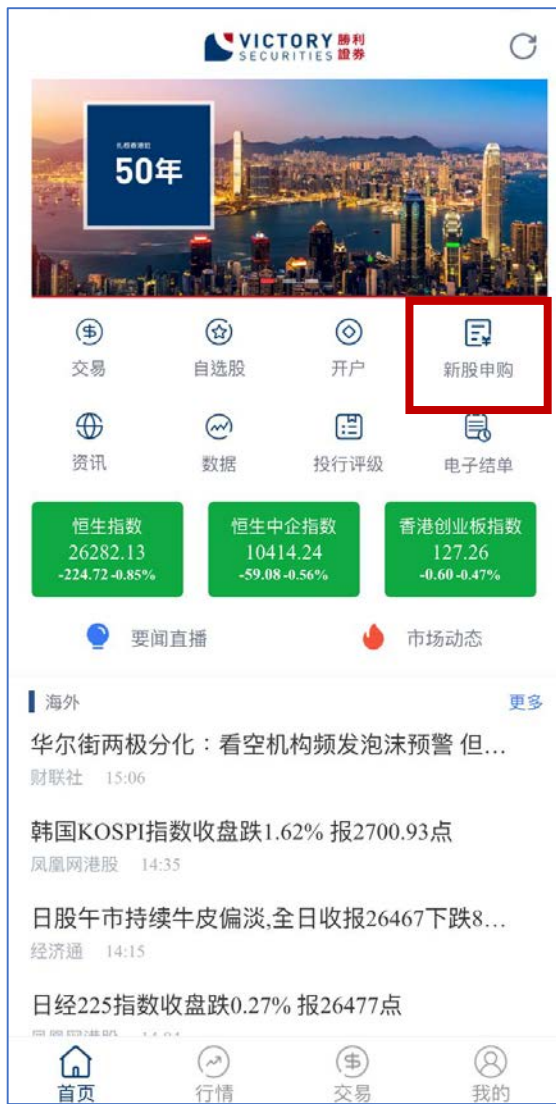 VICTORY 勝利
SECURITIES 證券
扎根香港近
50年
交易
自选股
开户
新股申购
资讯
数据
投行评级
电子结单
恒生指数
26282.13
-224.72 -0.85%
恒生中企指数
10414.24
-59.08 -0.56%
香港创业板指数
127.26
-0.60 -0.47%
要闻直播
市场动态
海外
更多
华尔街两极分化：看空机构频发泡沫预警 但…
财联社 15:06
韩国KOSPI指数收盘跌1.62% 报2700.93点
凤凰网港股 14:35
日股午市持续牛皮偏淡,全日收报26467下跌8…
经济通 14:15
日经225指数收盘跌0.27% 报26477点
首页
行情
交易
我的